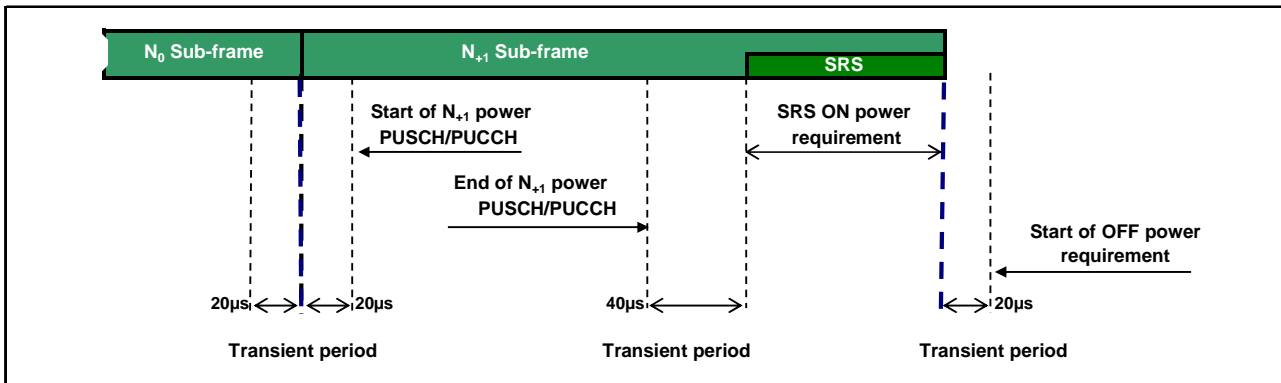 N₀ Sub-frame
N₊₁ Sub-frame
SRS
Start of N₊₁ power
PUSCH/PUCCH
SRS ON power
requirement
End of N₊₁ power
PUSCH/PUCCH
Start of OFF power
requirement
20µs
20µs
40µs
20µs
Transient period
Transient period
Transient period